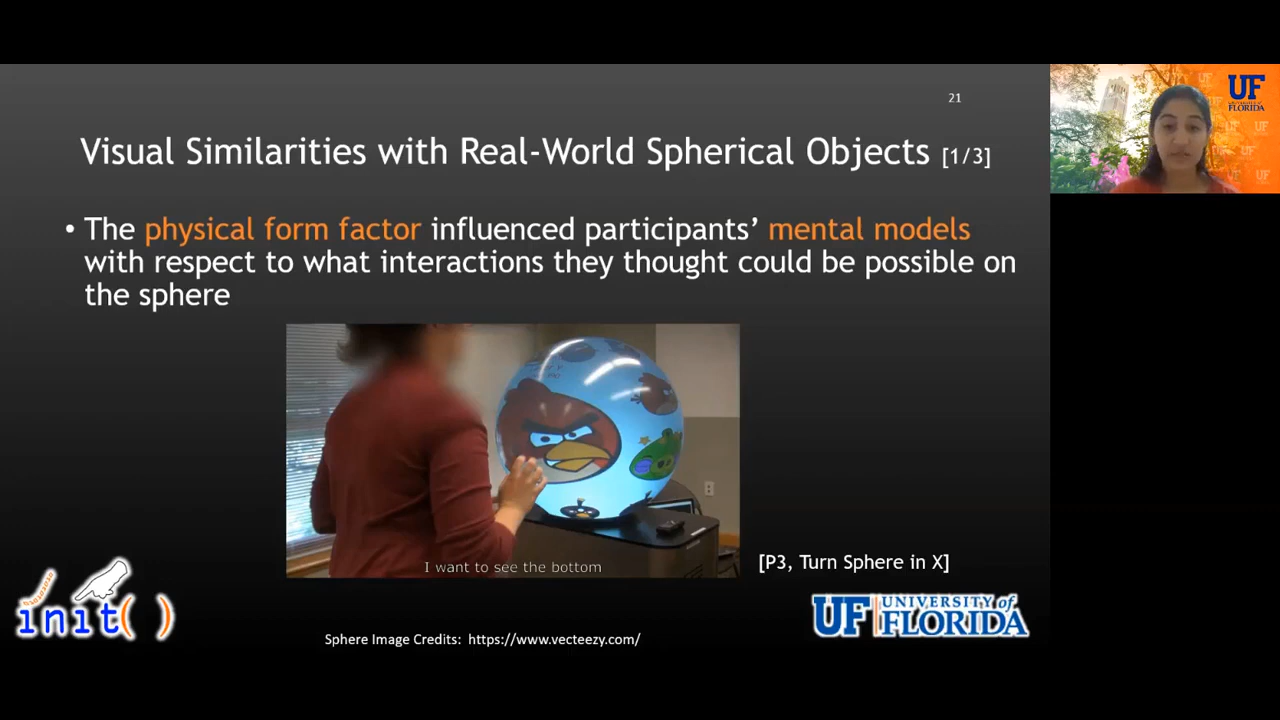 21
Visual Similarities with Real-World Spherical Objects [1/3]
• The physical form factor influenced participants’ mental models
with respect to what interactions they thought could be possible on
the sphere
I want to see the bottom
[P3, Turn Sphere in X]
init( )
UF UNIVERSITY of
FLORIDA
Sphere Image Credits: https://www.vecteezy.com/
UF
UNIVERSITY of
FLORIDA